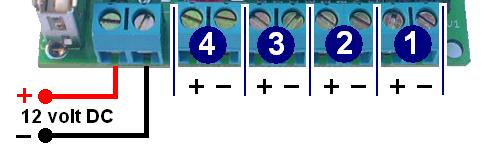 4 3 2 1
+ − + − + − + −
+
12 volt DC
−